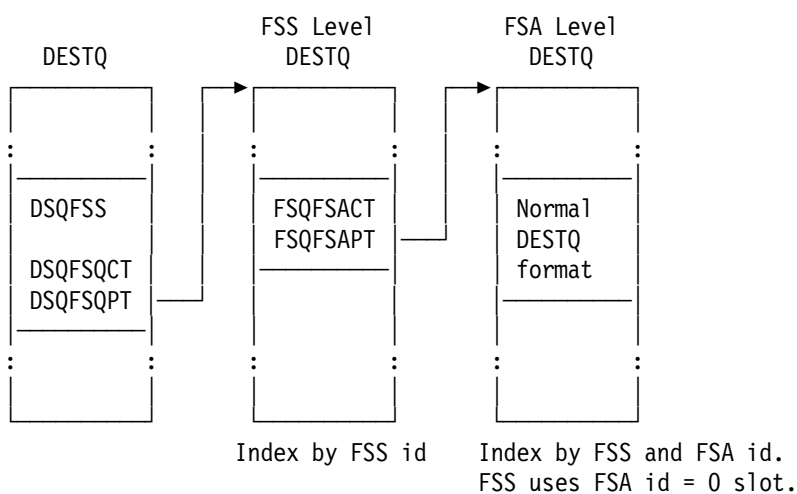 DESTQ
FSS Level
DESTQ
FSA Level
DESTQ
:
:
:
:
:
:
DSQFSS
DSQFSQCT
DSQFSQPT
FSQFSACT
FSQFSAPT
Normal
DESTQ
format
:
:
:
:
:
:
Index by FSS id
Index by FSS and FSA id.
FSS uses FSA id = 0 slot.